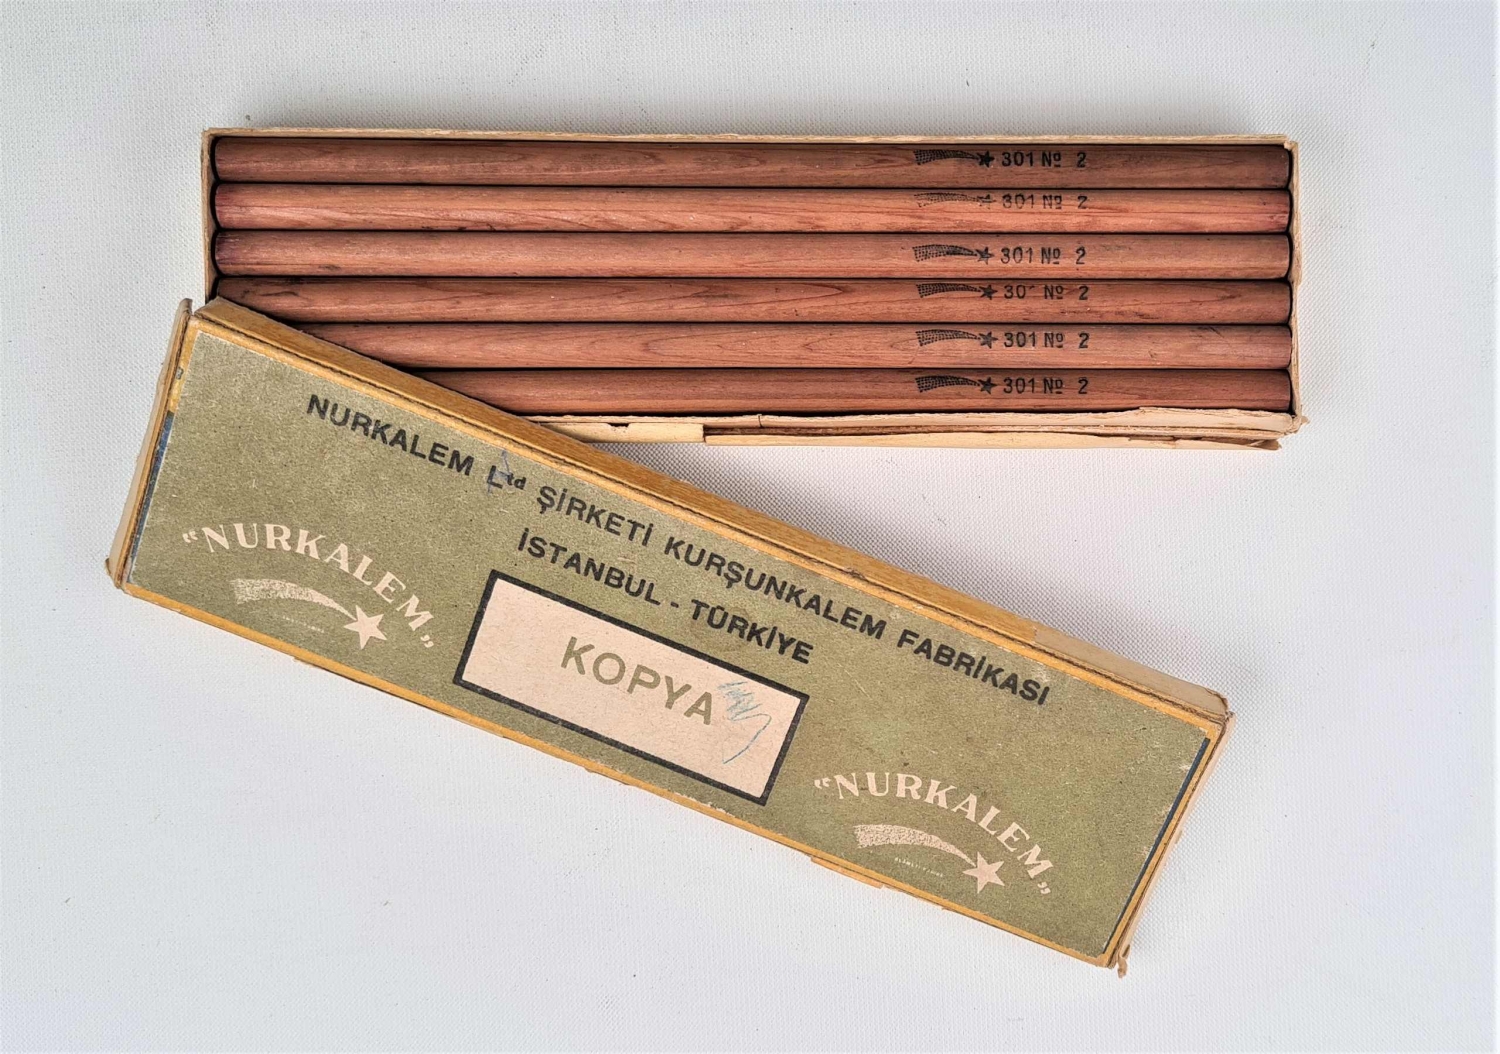 301 Nº 2
301 Nº 2
301 Nº 2
30 Nº 2
301 Nº 2
301 Nº 2
NURKALEM Ltd ŞİRKETİ KURŞUNKALEM FABRİKASI
İSTANBUL - TÜRKİYE
"NURKALEM"
KOPYA
"NURKALEM"